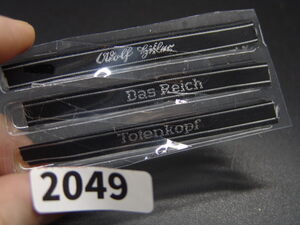 Adolf Hitler
Das Reich
Totenkopf
2049